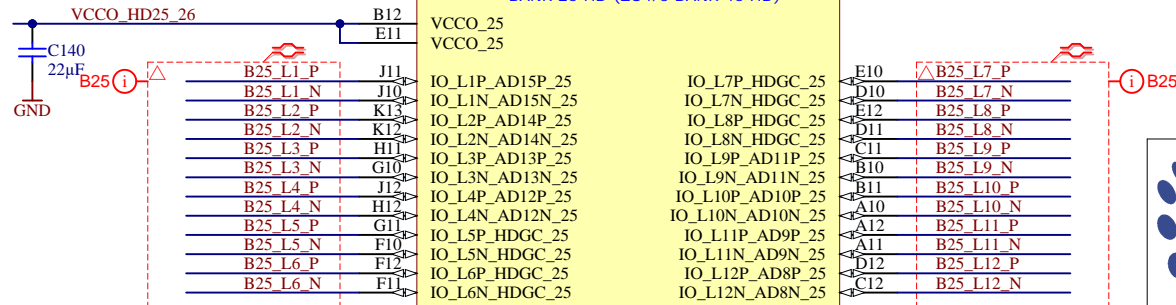 VCCO_HD25_26
C140
22µF
GND
B12 VCCO_25
E11 VCCO_25
B25 i
i B25
B25_L1_P J11 IO_L1P_AD15P_25 IO_L7P_HDGC_25 E10 B25_L7_P
B25_L1_N J10 IO_L1N_AD15N_25 IO_L7N_HDGC_25 D10 B25_L7_N
B25_L2_P K13 IO_L2P_AD14P_25 IO_L8P_HDGC_25 E12 B25_L8_P
B25_L2_N K12 IO_L2N_AD14N_25 IO_L8N_HDGC_25 D11 B25_L8_N
B25_L3_P H11 IO_L3P_AD13P_25 IO_L9P_AD11P_25 C11 B25_L9_P
B25_L3_N G10 IO_L3N_AD13N_25 IO_L9N_AD11N_25 B10 B25_L9_N
B25_L4_P J12 IO_L4P_AD12P_25 IO_L10P_AD10P_25 B11 B25_L10_P
B25_L4_N H12 IO_L4N_AD12N_25 IO_L10N_AD10N_25 A10 B25_L10_N
B25_L5_P G11 IO_L5P_HDGC_25 IO_L11P_AD9P_25 A12 B25_L11_P
B25_L5_N F10 IO_L5N_HDGC_25 IO_L11N_AD9N_25 A11 B25_L11_N
B25_L6_P F12 IO_L6P_HDGC_25 IO_L12P_AD8P_25 D12 B25_L12_P
B25_L6_N F11 IO_L6N_HDGC_25 IO_L12N_AD8N_25 C12 B25_L12_N